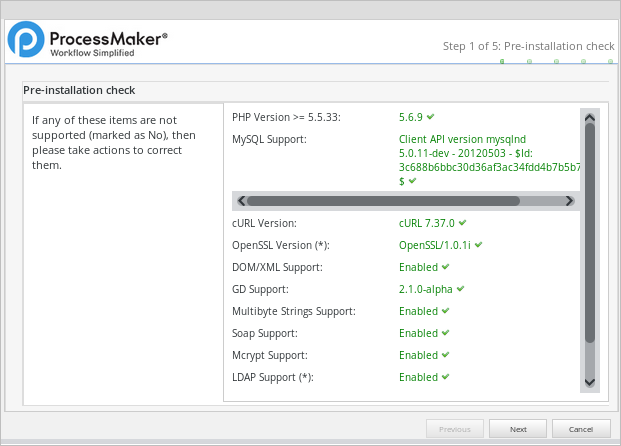 ProcessMaker®
Workflow Simplified
Step 1 of 5: Pre-installation check
Pre-installation check
If any of these items are not
supported (marked as No), then
please take actions to correct
them.
PHP Version >= 5.5.33: 5.6.9
MySQL Support: Client API version mysqlnd
5.0.11-dev - 20120503 - $Id:
3c688b6bbc30d36af3ac34fdd4b7b5b7
$
cURL Version: cURL 7.37.0
OpenSSL Version (*): OpenSSL/1.0.1i
DOM/XML Support: Enabled
GD Support: 2.1.0-alpha
Multibyte Strings Support: Enabled
Soap Support: Enabled
Mcrypt Support: Enabled
LDAP Support (*): Enabled
Previous Next Cancel